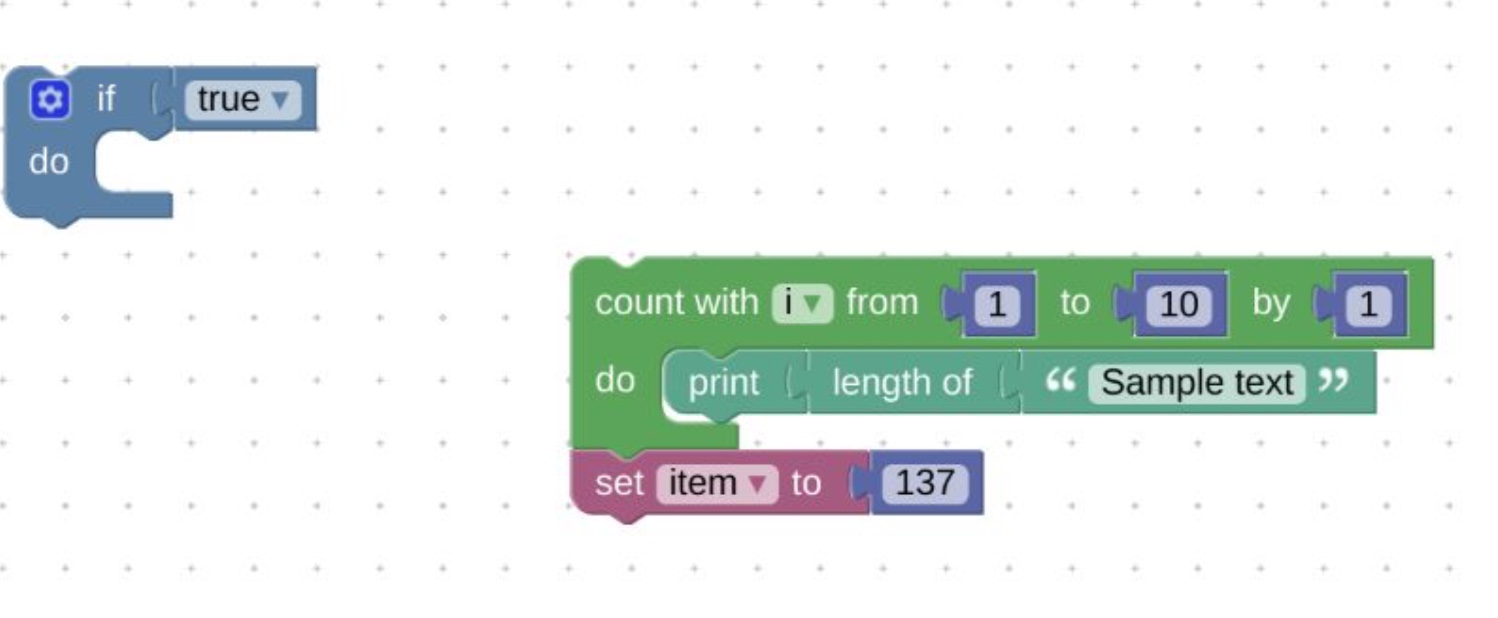 if true
do
count with i from 1 to 10 by 1
do print length of “ Sample text ”
set item to 137